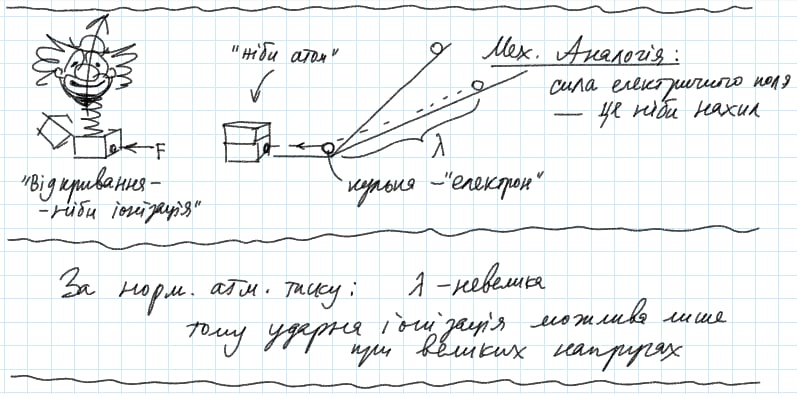 "ніби атом"
Мех. Аналогія:
сила електричного поля
— це ніби нахил
F
λ
"Відкривання –
– ніби іонізація"
кулька – "електрон"
За норм. атм. тиску: λ – невелика
тому ударна іонізація можлива лише
при великих напругах